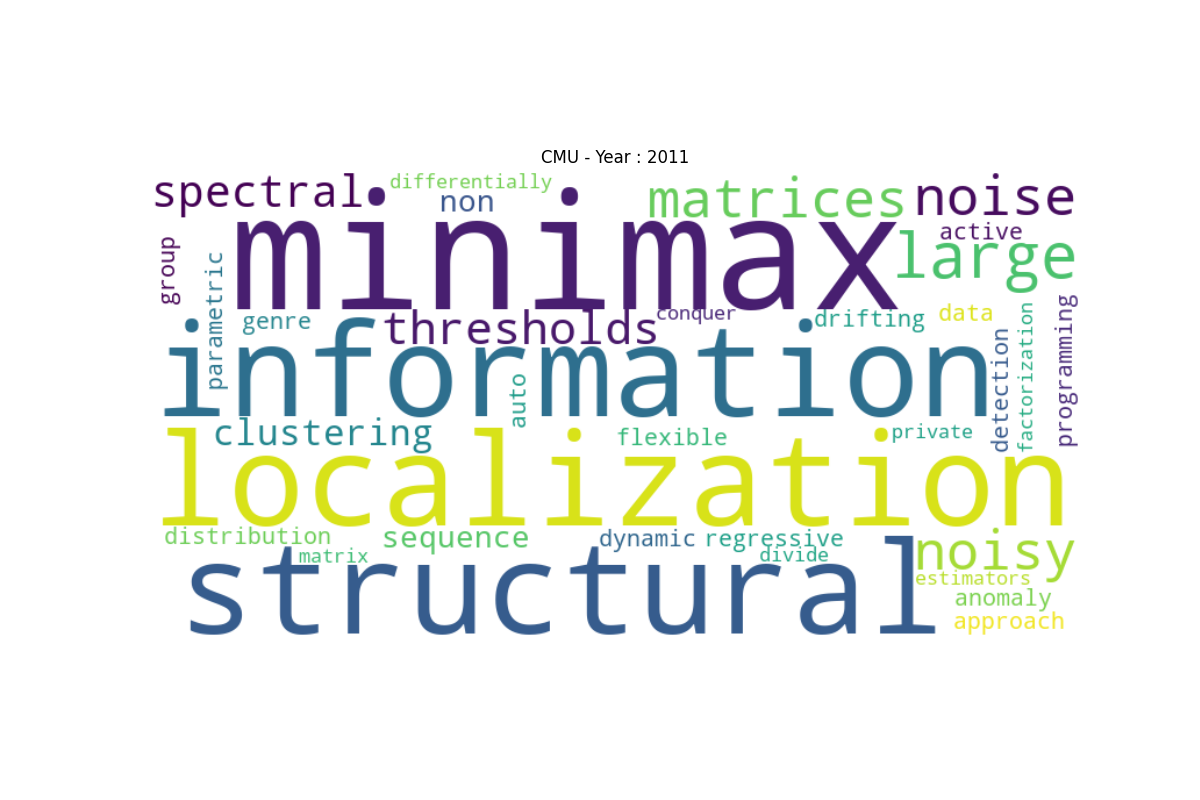 CMU - Year : 2011
differentially
spectral
non
matrices
noise
minimax
active
large
group
parametric
genre
thresholds
conquer
drifting
data
programming
factorization
detection
information
auto
clustering
flexible
private
localization
distribution
matrix
sequence
dynamic
regressive
divide
noisy
structural
estimators
anomaly
approach